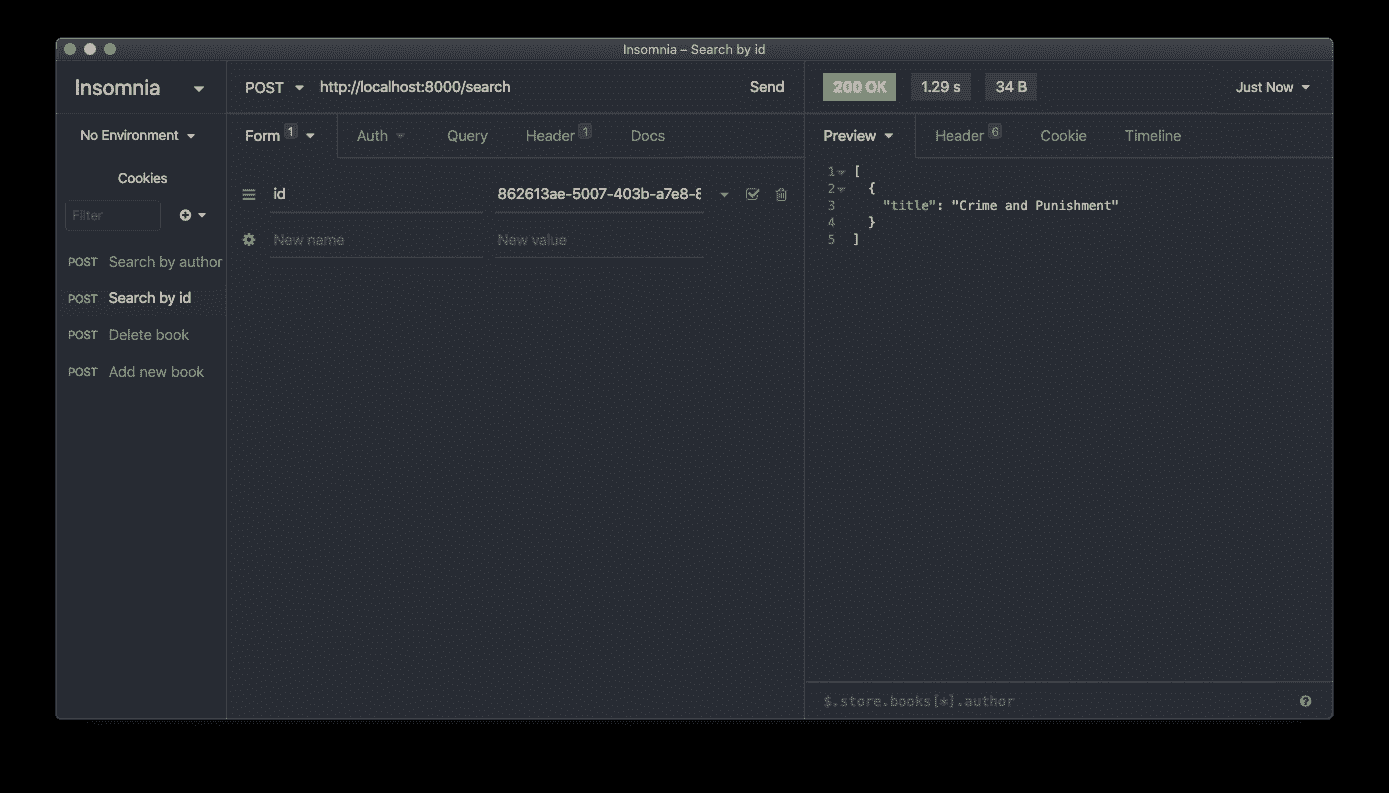 Insomnia – Search by id
Insomnia
POST http://localhost:8000/search Send
200 OK 1.29 s 34 B Just Now
No Environment
Cookies
Filter
POST Search by author
POST Search by id
POST Delete book
POST Add new book
Form 1 Auth Query Header 1 Docs
id 862613ae-5007-403b-a7e8-8
New name New value
Preview Header 6 Cookie Timeline
1 [
2 {
3 "title": "Crime and Punishment"
4 }
5 ]
$.store.books[*].author